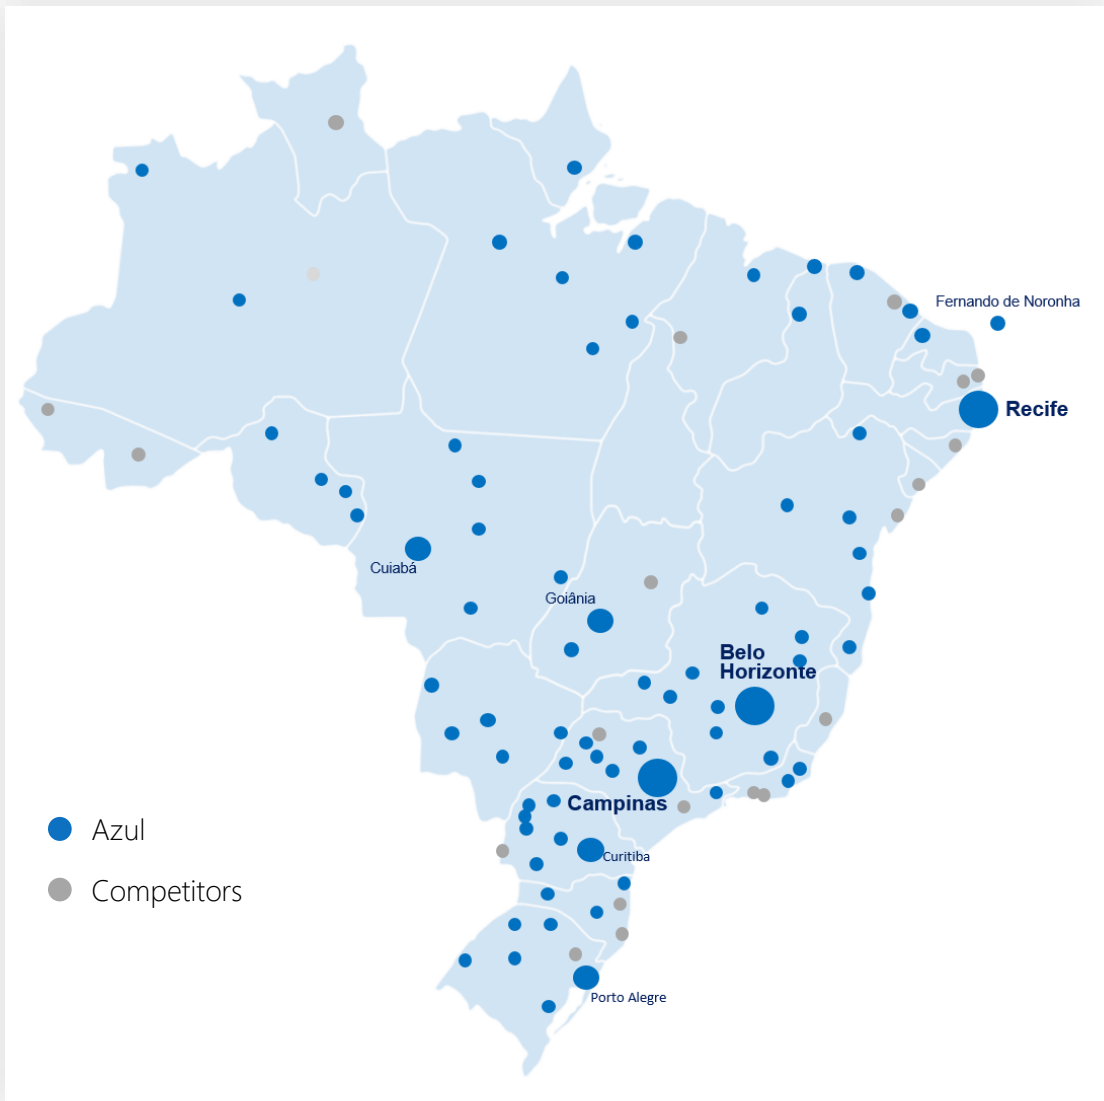 Fernando de Noronha
Recife
Cuiabá
Goiânia
Belo
Horizonte
Campinas
Azul
Curitiba
Competitors
Porto Alegre